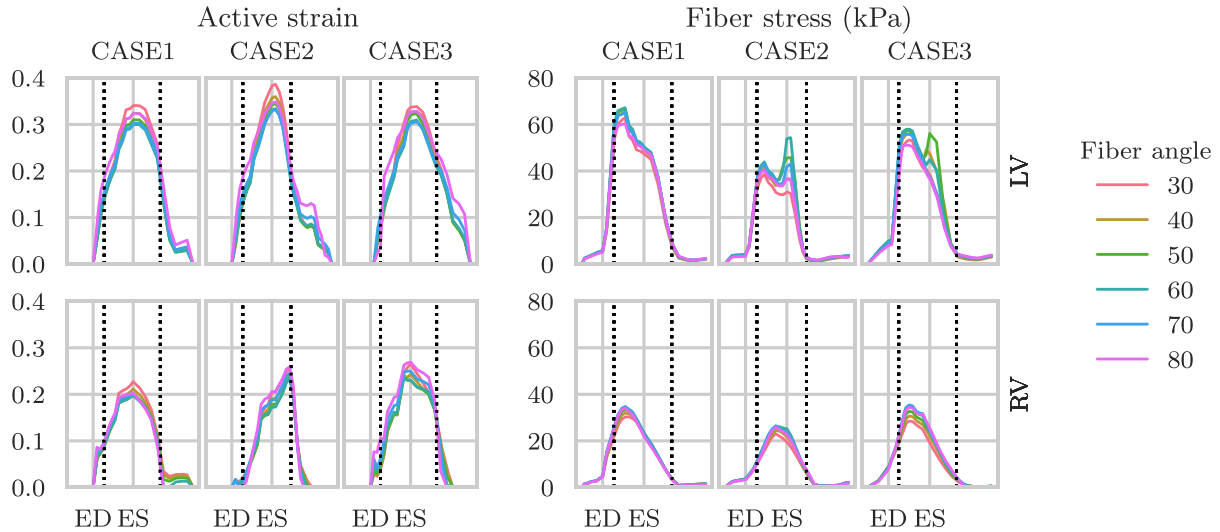 Active strain
Fiber stress (kPa)
CASE1 CASE2 CASE3
CASE1 CASE2 CASE3
0.4
0.3
0.2
0.1
0.0
80
60
40
20
0
LV
0.4
0.3
0.2
0.1
0.0
80
60
40
20
0
RV
ED ES ED ES ED ES
ED ES ED ES ED ES
Fiber angle
30
40
50
60
70
80